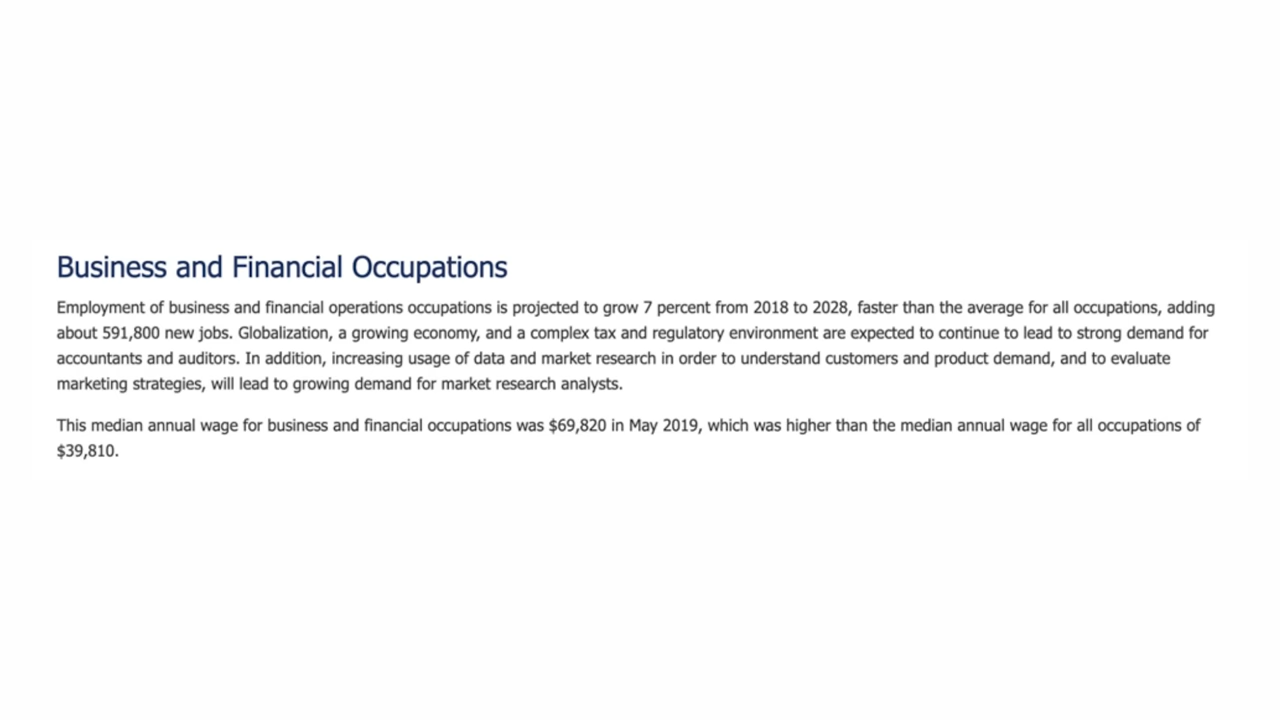 Business and Financial Occupations
Employment of business and financial operations occupations is projected to grow 7 percent from 2018 to 2028, faster than the average for all occupations, adding
about 591,800 new jobs. Globalization, a growing economy, and a complex tax and regulatory environment are expected to continue to lead to strong demand for
accountants and auditors. In addition, increasing usage of data and market research in order to understand customers and product demand, and to evaluate
marketing strategies, will lead to growing demand for market research analysts.
This median annual wage for business and financial occupations was $69,820 in May 2019, which was higher than the median annual wage for all occupations of
$39,810.